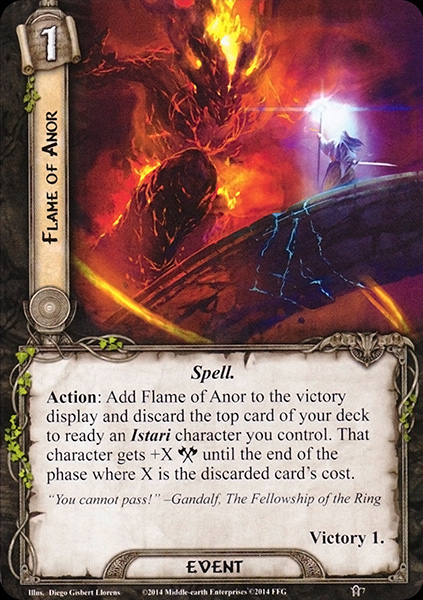 1
FLAME OF ANOR
Spell.
Action: Add Flame of Anor to the victory
display and discard the top card of your deck
to ready an Istari character you control. That
character gets +X until the end of the
phase where X is the discarded card’s cost.
“You cannot pass!” –Gandalf, The Fellowship of the Ring
Victory 1.
EVENT
Illus. Diego Gisbert Llorens ©2014 Middle-earth Enterprises ©2014 FFG 7